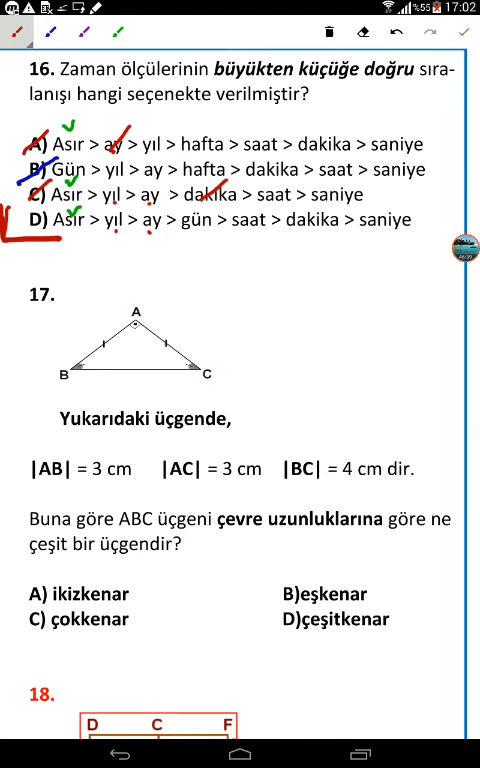 %55 17:02
16. Zaman ölçülerinin büyükten küçüğe doğru sıra-
lanışı hangi seçenekte verilmiştir?
A) Asır > ay > yıl > hafta > saat > dakika > saniye
B) Gün > yıl > ay > hafta > dakika > saat > saniye
C) Asır > yıl > ay > dakika > saat > saniye
D) Asır > yıl > ay > gün > saat > dakika > saniye
17.
A
B C
Yukarıdaki üçgende,
|AB| = 3 cm |AC| = 3 cm |BC| = 4 cm dir.
Buna göre ABC üçgeni çevre uzunluklarına göre ne
çeşit bir üçgendir?
A) ikizkenar B)eşkenar
C) çokkenar D)çeşitkenar
18.
D C F